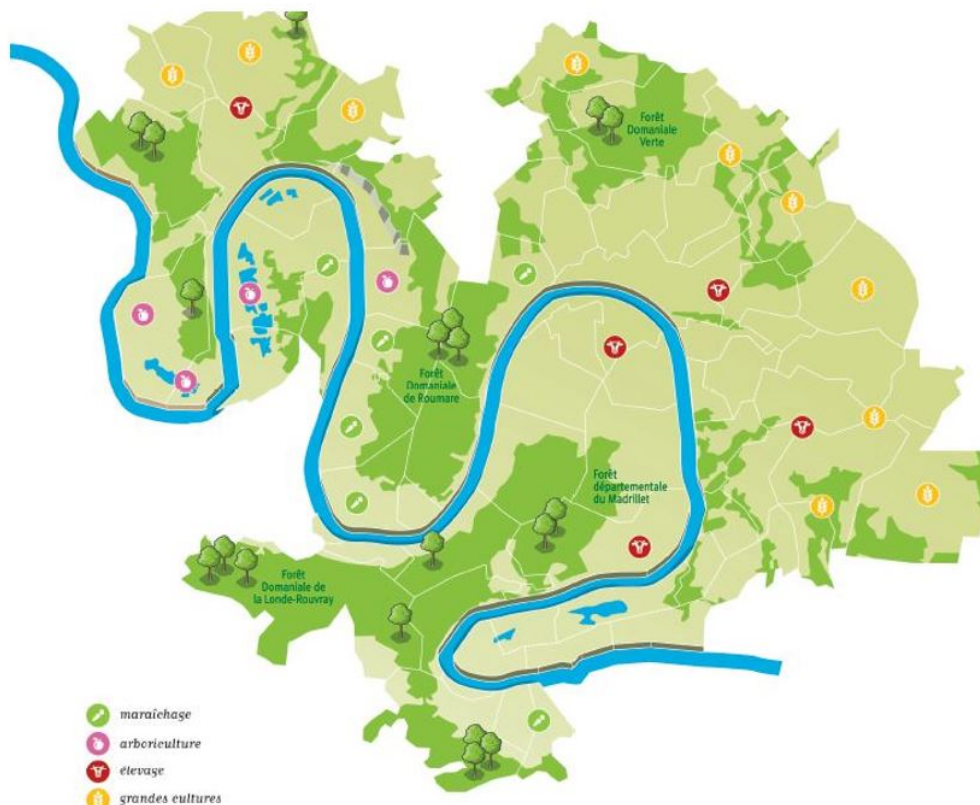 Forêt
Domaniale
Verte
Forêt
Domaniale
de Roumare
Forêt
départementale
du Madrillet
Forêt
Domaniale de
la Londe-Rouvray
maraîchage
arboriculture
élevage
grandes cultures